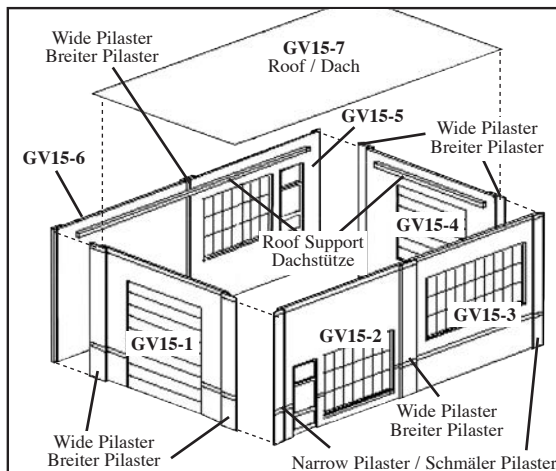 Wide Pilaster
Breiter Pilaster
GV15-7
Roof / Dach
GV15-5
Wide Pilaster
Breiter Pilaster
GV15-6
GV15-4
Roof Support
Dachstütze
GV15-3
GV15-1
GV15-2
Wide Pilaster
Breiter Pilaster
Wide Pilaster
Breiter Pilaster
Narrow Pilaster / Schmäler Pilaster